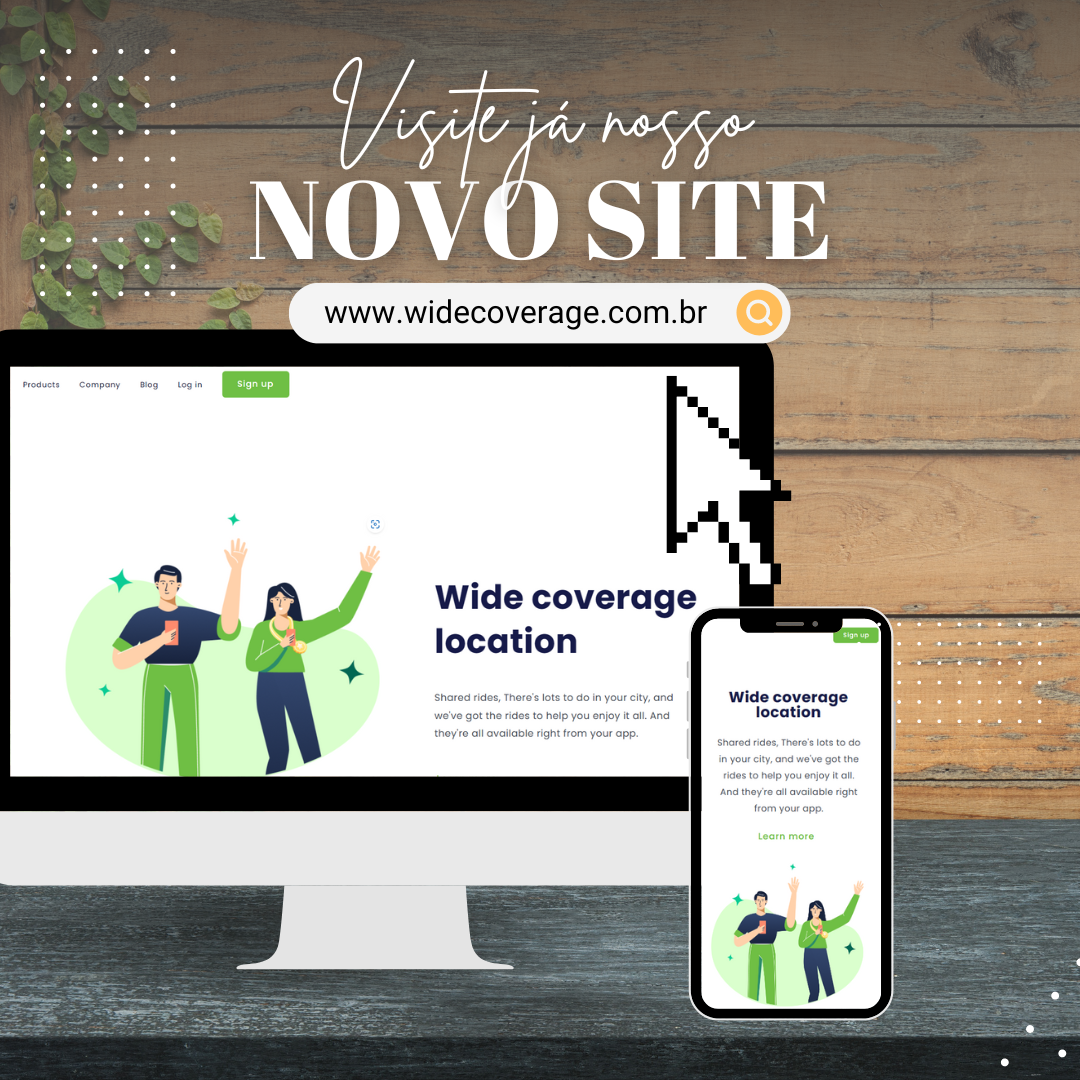 Visite já nosso
NOVO SITE
www.widecoverage.com.br
Products Company Blog Log in Sign up
Wide coverage
location
Shared rides, There's lots to do in your city, and
we've got the rides to help you enjoy it all. And
they're all available right from your app.
Sign up
Wide coverage
location
Shared rides, There's lots to do
in your city, and we've got the
rides to help you enjoy it all.
And they're all available right
from your app.
Learn more